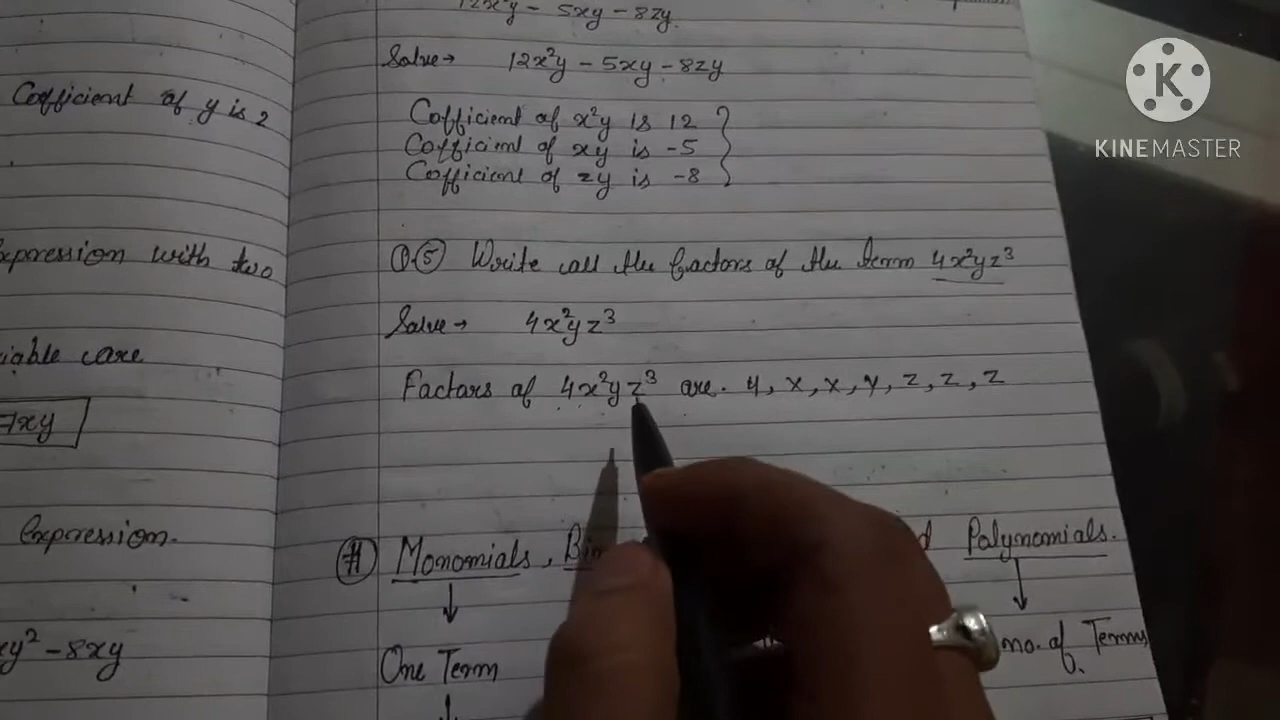 12x²y - 5xy - 8zy.
Solve → 12x²y - 5xy - 8zy
Cofficient of x²y is 12
Cofficient of xy is -5
Cofficient of zy is -8
Q.5 Write all the factors of the term 4x²yz³
Solve → 4x²yz³
Factors of 4x²yz³ are. 4, x, x, y, z, z, z
# Monomials, Bin d Polynomials.
One Term no. of Terms
Cofficient of y is 2
expression with two
iable are
7xy
Expression.
xy² - 8xy
K
KINEMASTER